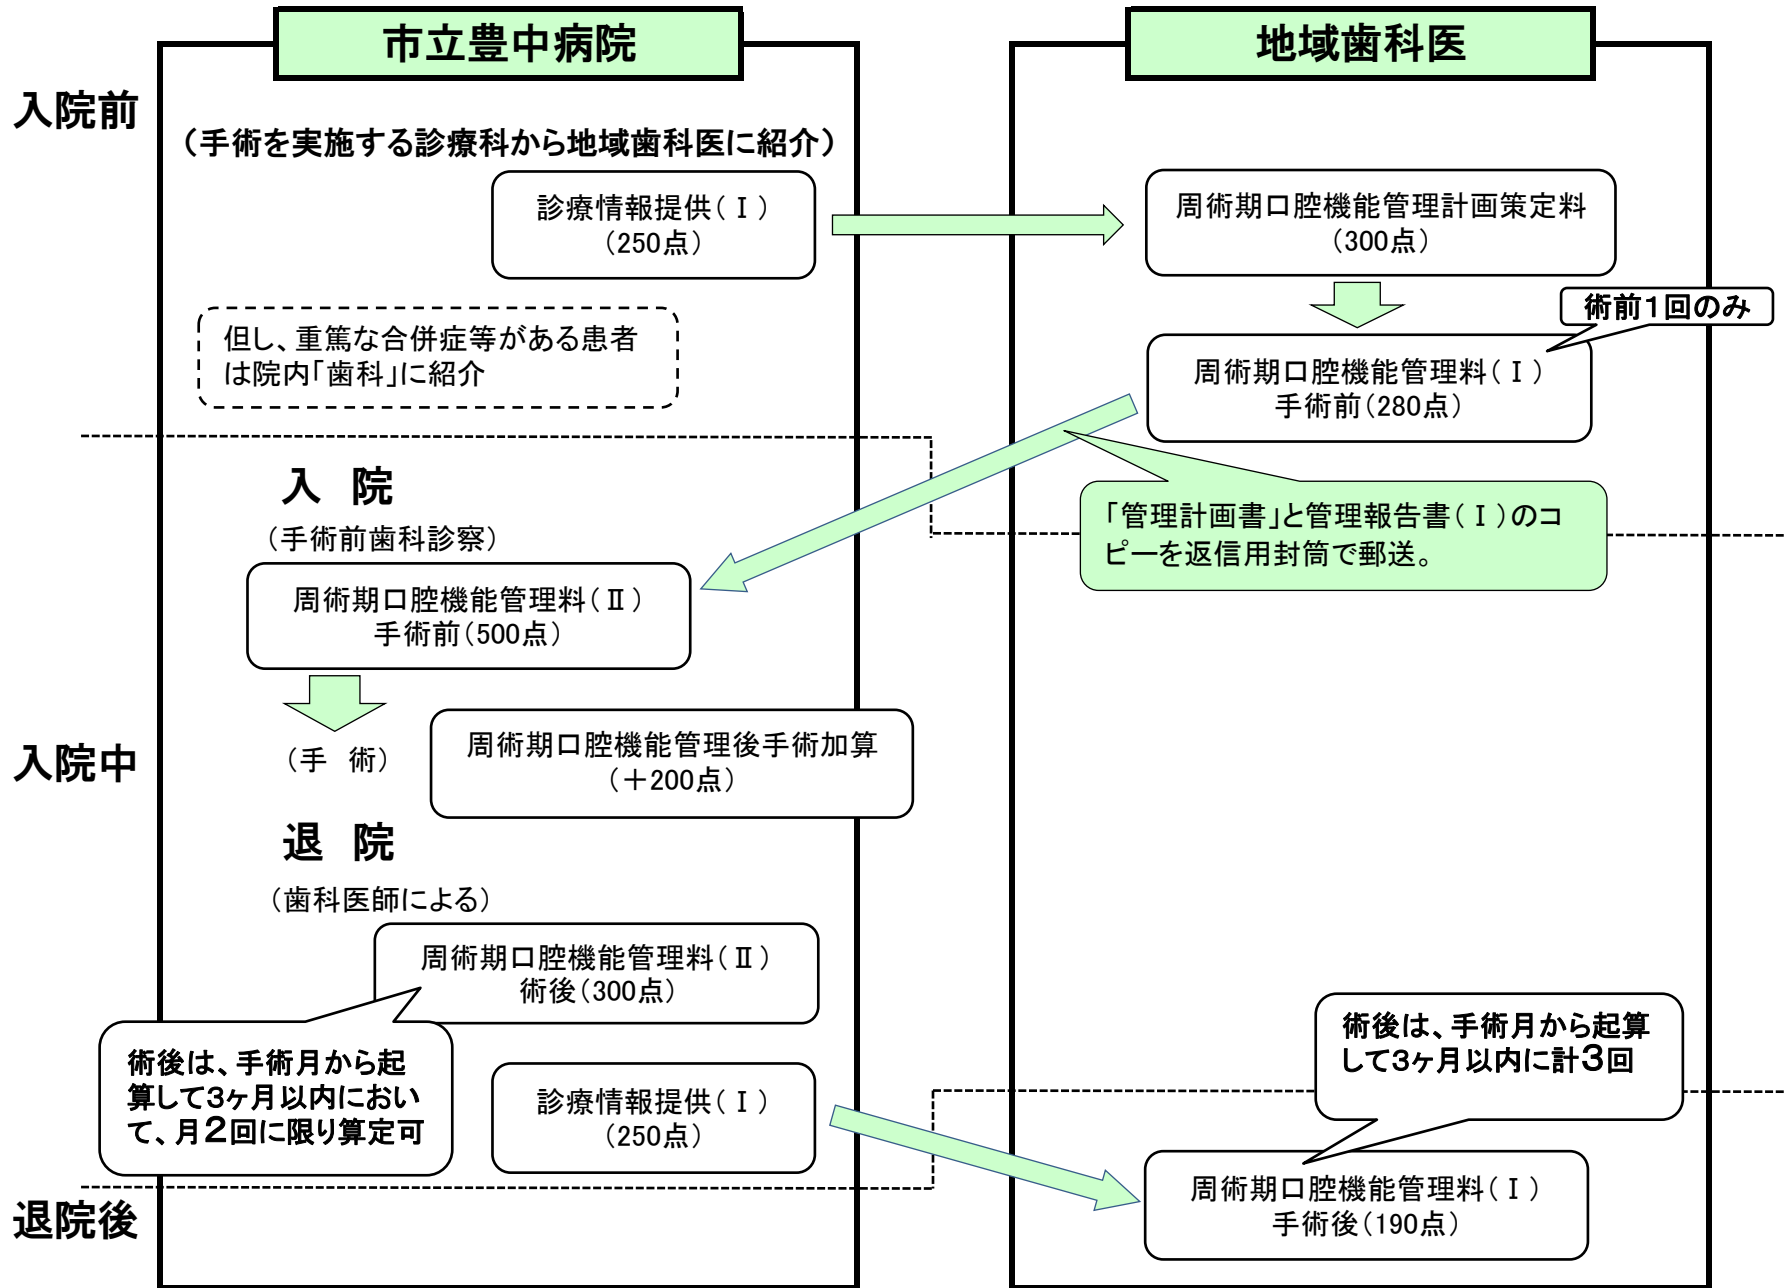 市立豊中病院
地域歯科医
入院前
(手術を実施する診療科から地域歯科医に紹介)
診療情報提供(Ⅰ)
(250点)
周術期口腔機能管理計画策定料
(300点)
術前1回のみ
但し、重篤な合併症等がある患者
は院内「歯科」に紹介
周術期口腔機能管理料(Ⅰ)
手術前(280点)
入 院
(手術前歯科診察)
「管理計画書」と管理報告書(Ⅰ)のコ
ピーを返信用封筒で郵送。
周術期口腔機能管理料(Ⅱ)
手術前(500点)
入院中
(手 術)
周術期口腔機能管理後手術加算
(+200点)
退 院
(歯科医師による)
周術期口腔機能管理料(Ⅱ)
術後(300点)
術後は、手術月から起
算して3ヶ月以内におい
て、月2回に限り算定可
診療情報提供(Ⅰ)
(250点)
術後は、手術月から起算
して3ヶ月以内に計3回
退院後
周術期口腔機能管理料(Ⅰ)
手術後(190点)